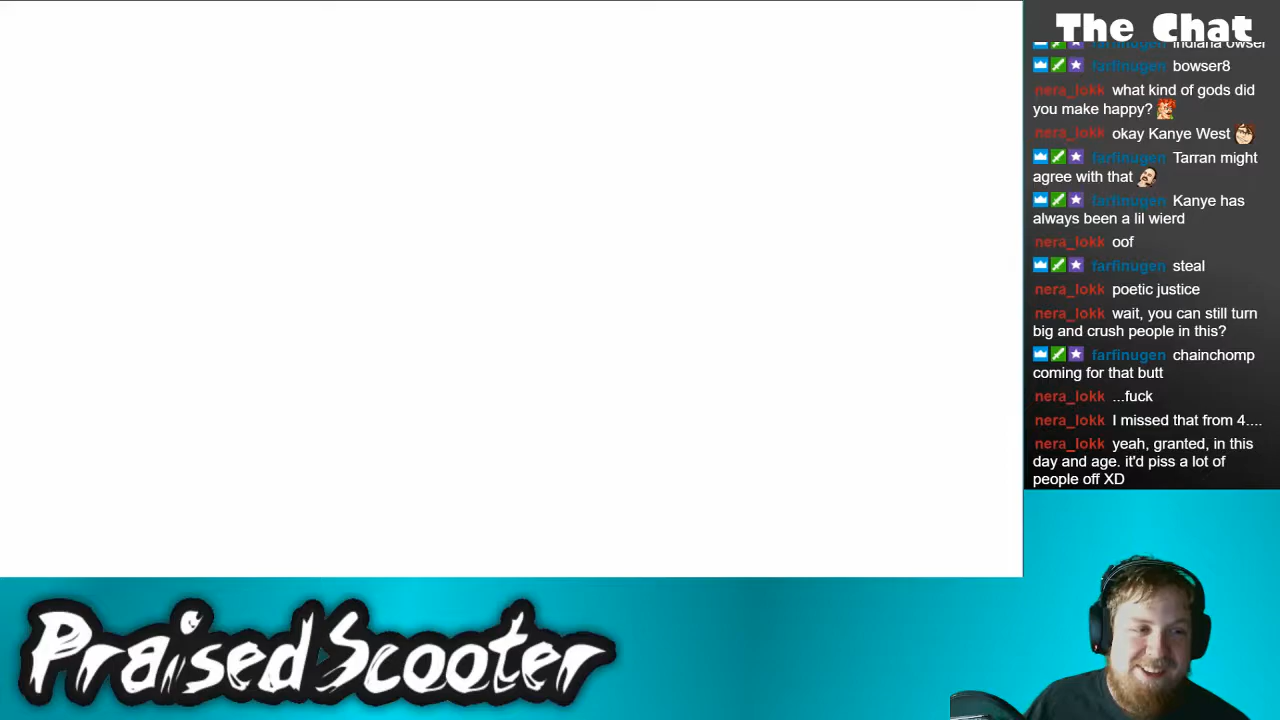 The Chat
farfinugen indiana owser
farfinugen bowser8
nera_lokk what kind of gods did
you make happy?
nera_lokk okay Kanye West
farfinugen Tarran might
agree with that
farfinugen Kanye has
always been a lil wierd
nera_lokk oof
farfinugen steal
nera_lokk poetic justice
nera_lokk wait, you can still turn
big and crush people in this?
farfinugen chainchomp
coming for that butt
nera_lokk ...fuck
nera_lokk I missed that from 4....
nera_lokk yeah, granted, in this
day and age. it'd piss a lot of
people off XD
PraisedScooter